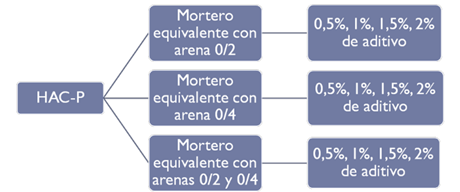 Mortero
equivalente con
arena 0/2
0,5%, 1%, 1,5%, 2%
de aditivo
HAC-P
Mortero
equivalente con
arena 0/4
0,5%, 1%, 1,5%, 2%
de aditivo
Mortero
equivalente con
arenas 0/2 y 0/4
0,5%, 1%, 1,5%, 2%
de aditivo